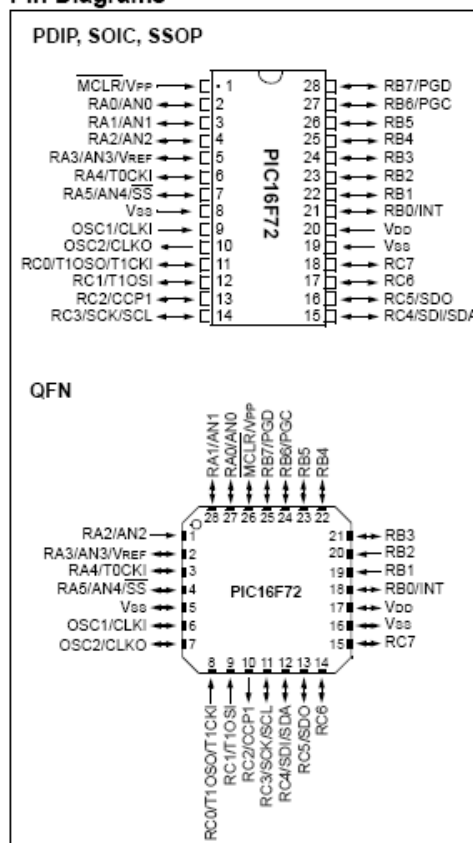 Pin Diagrams
PDIP, SOIC, SSOP
MCLR/VPP 1 28 RB7/PGD
RA0/AN0 2 27 RB6/PGC
RA1/AN1 3 26 RB5
RA2/AN2 4 25 RB4
RA3/AN3/VREF 5 24 RB3
RA4/T0CKI 6 23 RB2
RA5/AN4/SS 7 22 RB1
VSS 8 21 RB0/INT
OSC1/CLKI 9 20 VDD
OSC2/CLKO 10 19 VSS
RC0/T1OSO/T1CKI 11 18 RC7
RC1/T1OSI 12 17 RC6
RC2/CCP1 13 16 RC5/SDO
RC3/SCK/SCL 14 15 RC4/SDI/SDA
PIC16F72
QFN
RA1/AN1
RA0/AN0
MCLR/VPP
RB7/PGD
RB6/PGC
RB5
RB4
28 27 26 25 24 23 22
RA2/AN2 1 21 RB3
RA3/AN3/VREF 2 20 RB2
RA4/T0CKI 3 19 RB1
RA5/AN4/SS 4 PIC16F72 18 RB0/INT
VSS 5 17 VDD
OSC1/CLKI 6 16 VSS
OSC2/CLKO 7 15 RC7
8 9 10 11 12 13 14
RC0/T1OSO/T1CKI
RC1/T1OSI
RC2/CCP1
RC3/SCK/SCL
RC4/SDI/SDA
RC5/SDO
RC6